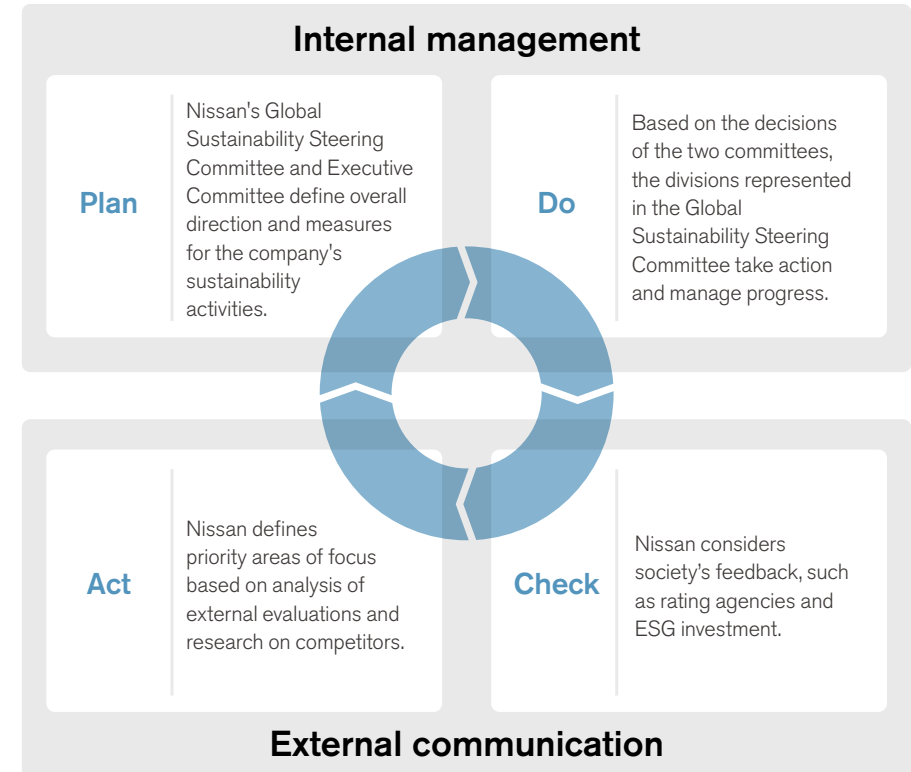 Internal management
Plan
Nissan's Global
Sustainability Steering
Committee and Executive
Committee define overall
direction and measures
for the company's
sustainability
activities.
Do
Based on the decisions
of the two committees,
the divisions represented
in the Global
Sustainability Steering
Committee take action
and manage progress.
Act
Nissan defines
priority areas of focus
based on analysis of
external evaluations and
research on competitors.
Check
Nissan considers
society’s feedback, such
as rating agencies and
ESG investment.
External communication